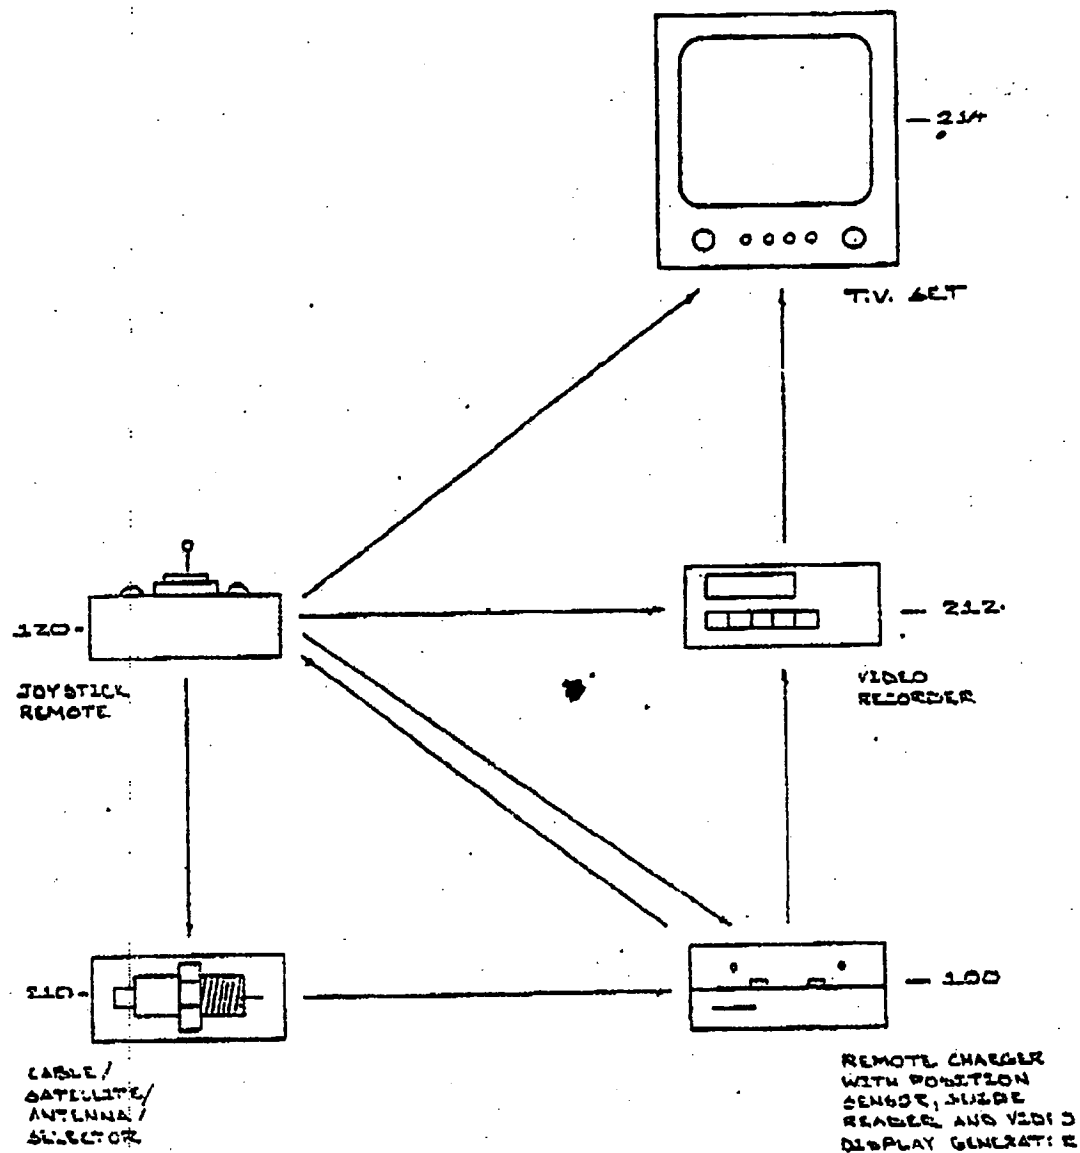 214
T.V. SET
120
JOYSTICK
REMOTE
212
VIDEO
RECORDER
210
100
CABLE/
SATELLITE/
ANTENNA/
SELECTOR
REMOTE CHARGER
WITH POSITION
SENSOR, GUIDE
READER AND VIDEO
DISPLAY GENERATOR